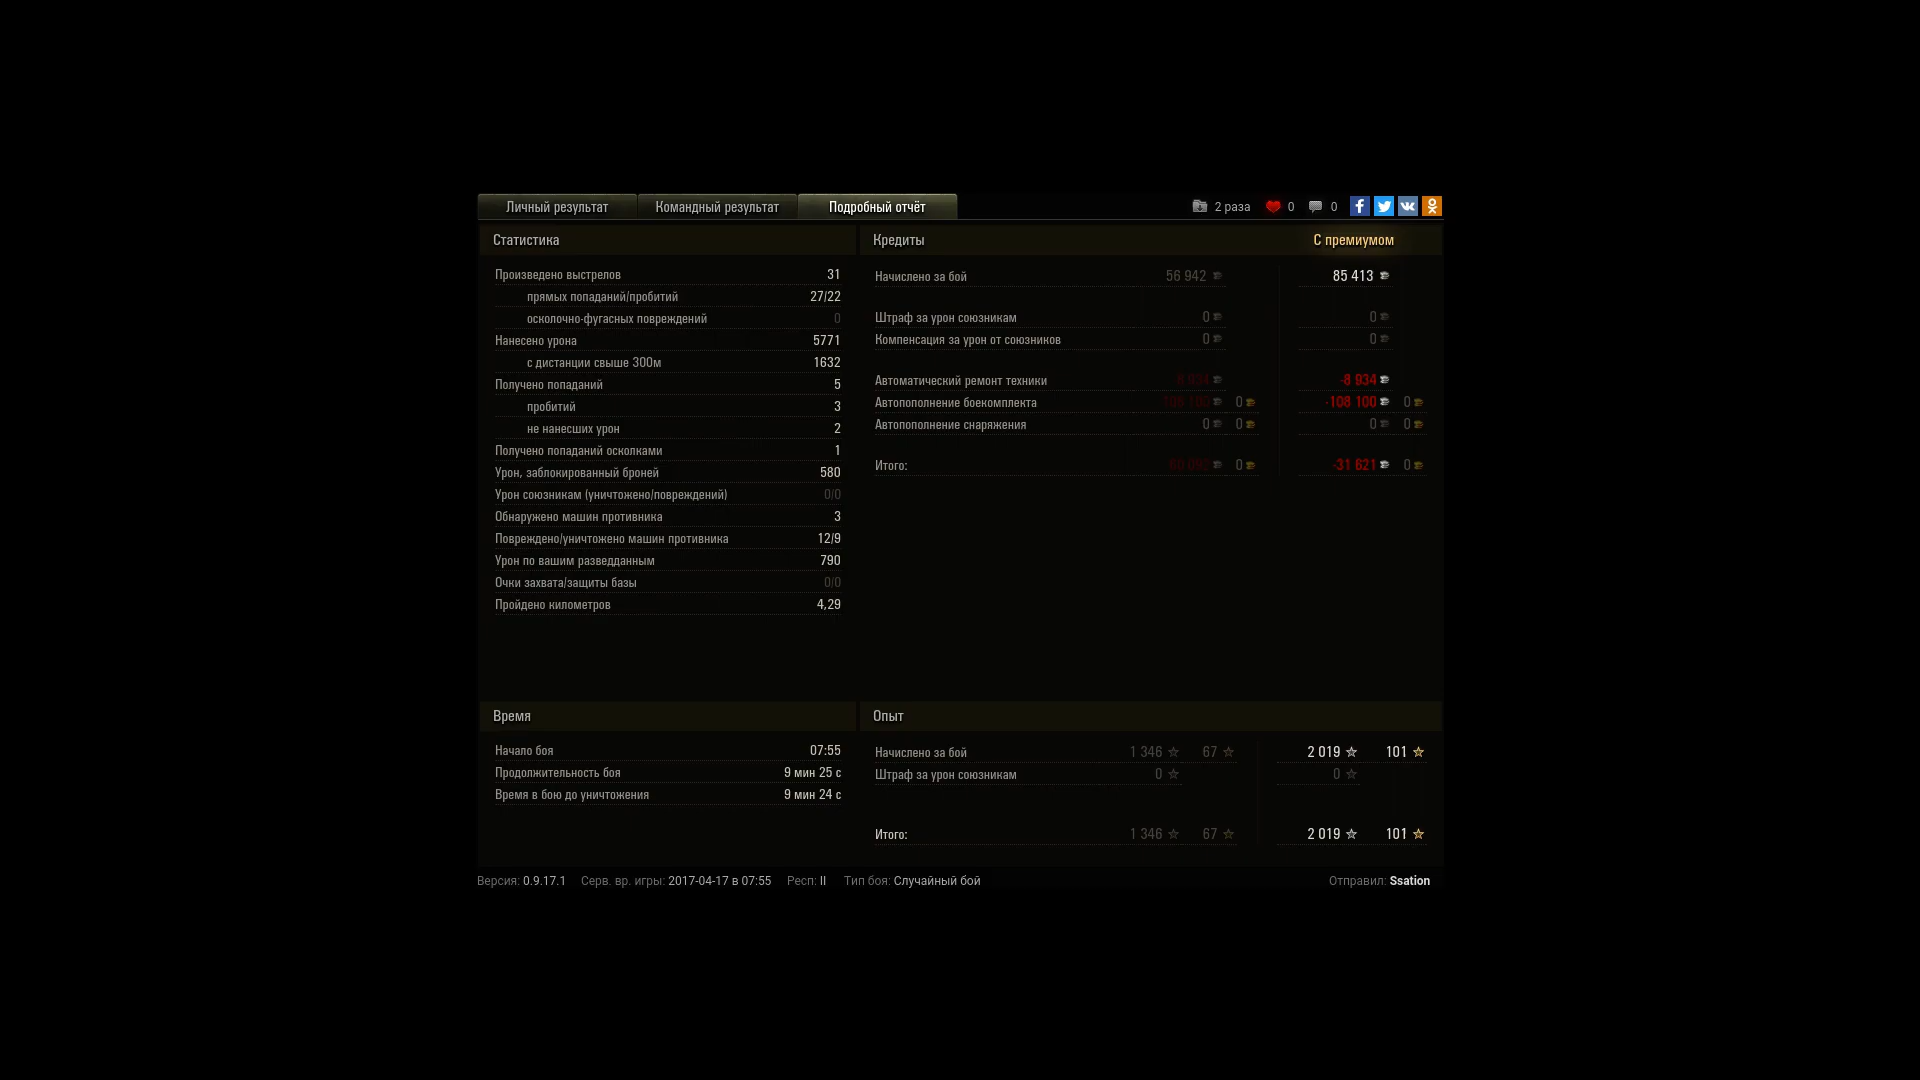 Личный результат Командный результат Подробный отчёт 2 раза 0 0
Статистика
Произведено выстрелов 31
прямых попаданий/пробитий 27/22
осколочно-фугасных повреждений 0
Нанесено урона 5771
с дистанции свыше 300м 1632
Получено попаданий 5
пробитий 3
не нанесших урон 2
Получено попаданий осколками 1
Урон, заблокированный броней 580
Урон союзникам (уничтожено/повреждений) 0/0
Обнаружено машин противника 3
Повреждено/уничтожено машин противника 12/9
Урон по вашим разведданным 790
Очки захвата/защиты базы 0/0
Пройдено километров 4,29
Кредиты С премиумом
Начислено за бой 56 942 85 413
Штраф за урон союзникам 0 0
Компенсация за урон от союзников 0 0
Автоматический ремонт техники -8 934 -8 934
Автопополнение боекомплекта -108 100 0 -108 100 0
Автопополнение снаряжения 0 0 0 0
Итого: 0 -31 621 0
Время
Начало боя 07:55
Продолжительность боя 9 мин 25 с
Время в бою до уничтожения 9 мин 24 с
Опыт
Начислено за бой 1 346 67 2 019 101
Штраф за урон союзникам 0 0
Итого: 1 346 67 2 019 101
Версия: 0.9.17.1 Серв. вр. игры: 2017-04-17 в 07:55 Респ: II Тип боя: Случайный бой Отправил: Ssation